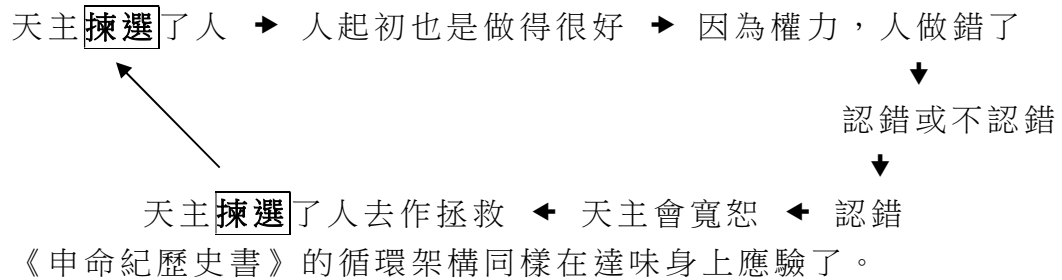 天主揀選了人 ➔ 人起初也是做得很好 ➔ 因為權力，人做錯了
認錯或不認錯
天主揀選了人去作拯救 🡸 天主會寬恕 🡸 認錯
《申命紀歷史書》的循環架構同樣在達味身上應驗了。